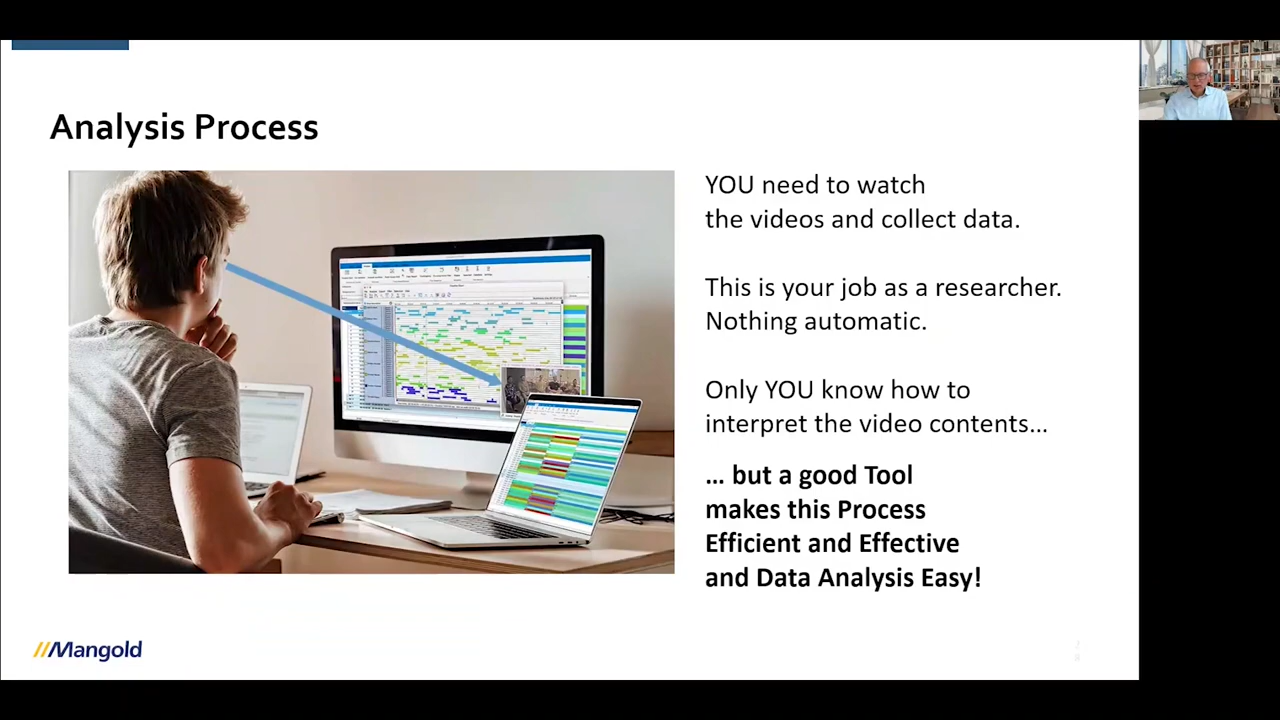 Analysis Process
YOU need to watch
the videos and collect data.
This is your job as a researcher.
Nothing automatic.
Only YOU know how to
interpret the video contents...
... but a good Tool
makes this Process
Efficient and Effective
and Data Analysis Easy!
//Mangold